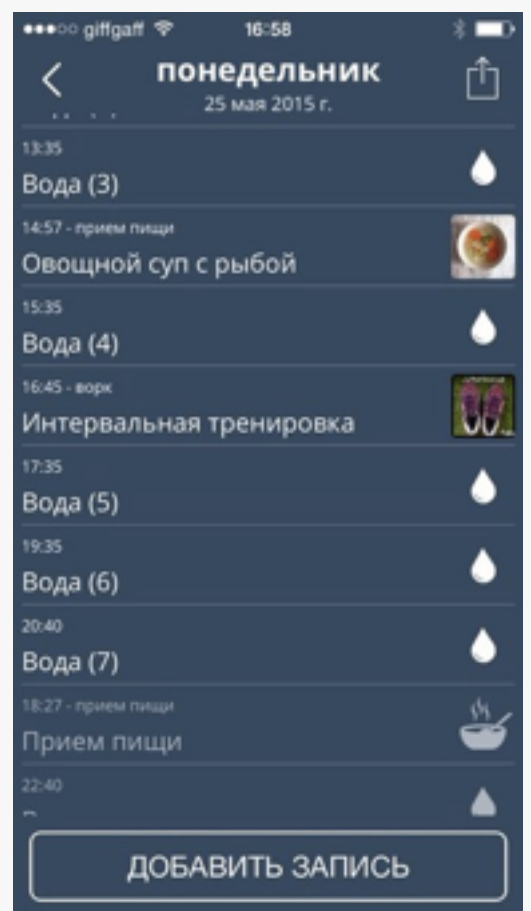 giffgaff 16:58
понедельник
25 мая 2015 г.
13:35
Вода (3)
14:57 - прием пищи
Овощной суп с рыбой
15:35
Вода (4)
16:45 - ворк
Интервальная тренировка
17:35
Вода (5)
19:35
Вода (6)
20:40
Вода (7)
18:27 - прием пищи
Прием пищи
22:40
ДОБАВИТЬ ЗАПИСЬ